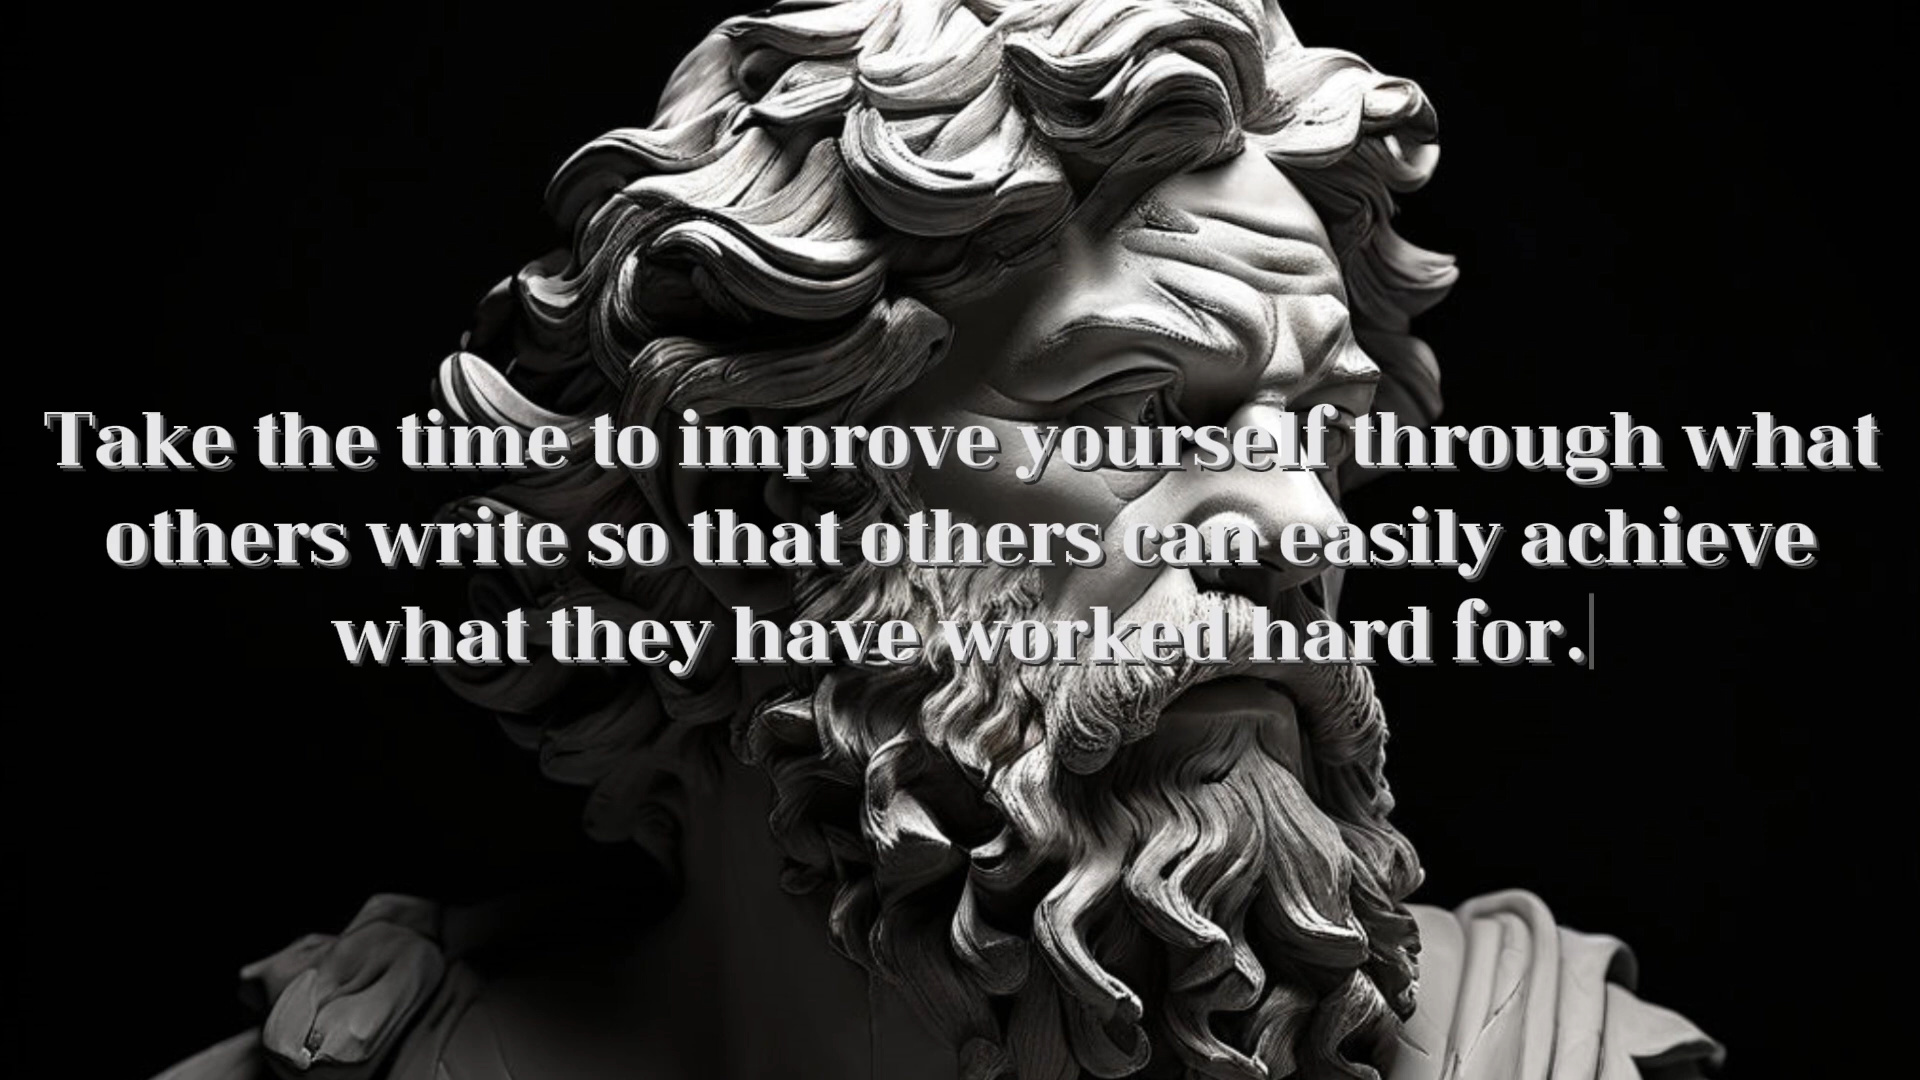 Take the time to improve yourself through what
others write so that others can easily achieve
what they have worked hard for.